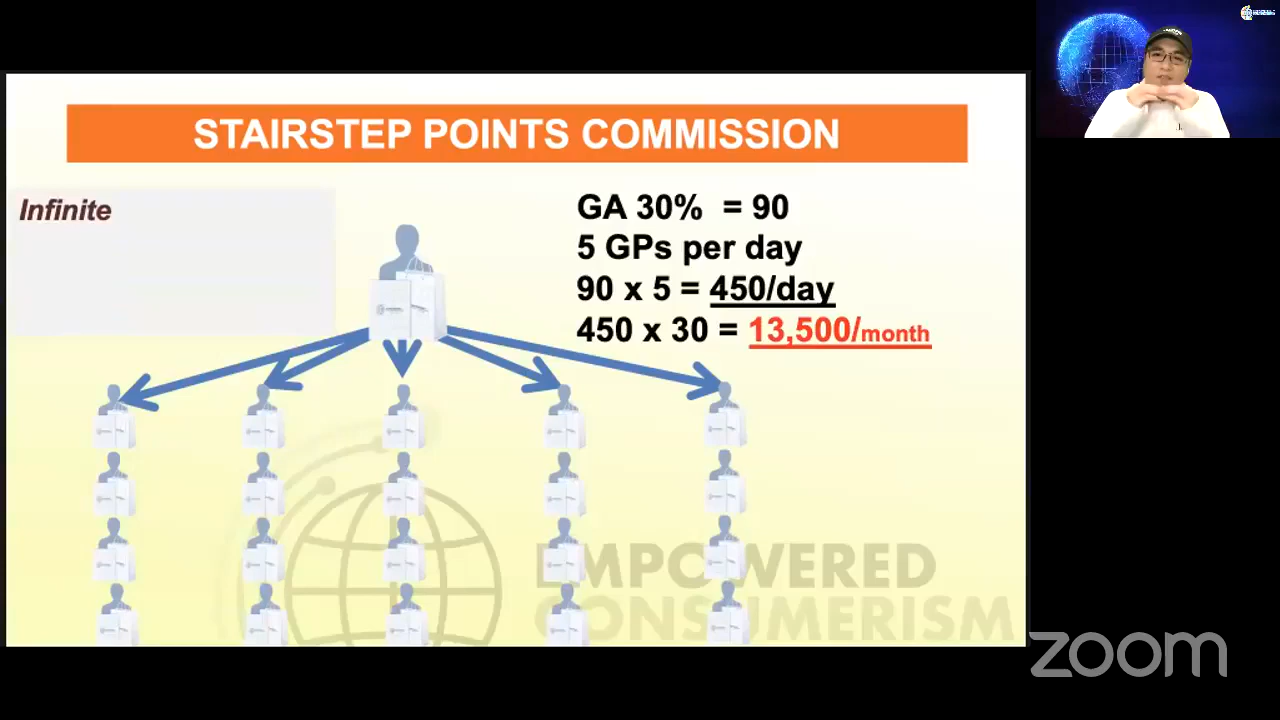 STAIRSTEP POINTS COMMISSION
Infinite
GA 30% = 90
5 GPs per day
90 x 5 = 450/day
450 x 30 = 13,500/month
EMPOWERED
CONSUMERISM
zoom